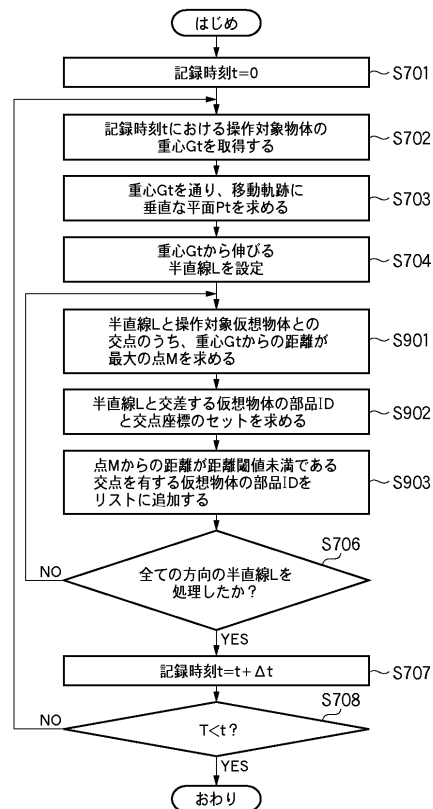 はじめ
記録時刻t=0
S701
記録時刻tにおける操作対象物体の
重心Gtを取得する
S702
重心Gtを通り、移動軌跡に
垂直な平面Ptを求める
S703
重心Gtから伸びる
半直線Lを設定
S704
半直線Lと操作対象仮想物体との
交点のうち、重心Gtからの距離が
最大の点Mを求める
S901
半直線Lと交差する仮想物体の部品ID
と交点座標のセットを求める
S902
点Mからの距離が距離閾値未満である
交点を有する仮想物体の部品IDを
リストに追加する
S903
S706
NO
全ての方向の半直線Lを
処理したか？
YES
記録時刻t=t+Δt
S707
S708
NO
T<t？
YES
おわり